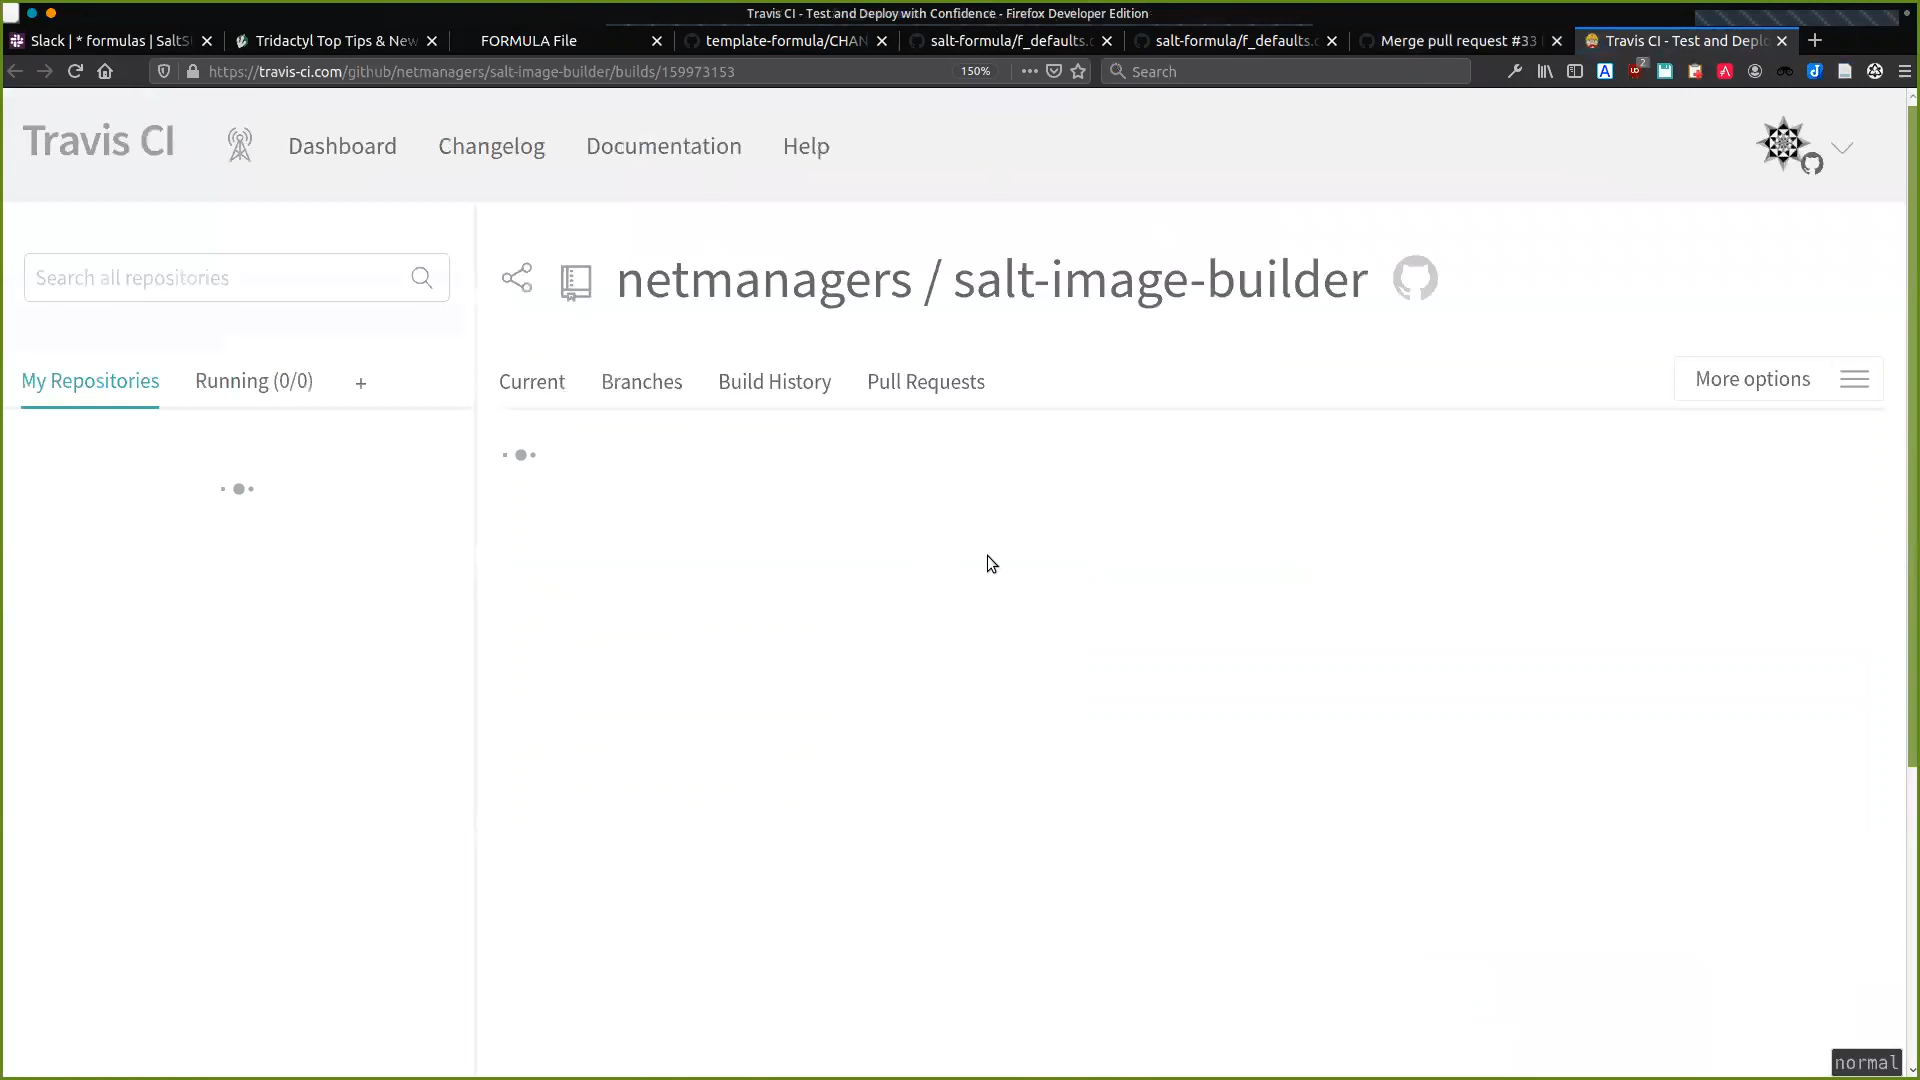 Travis CI - Test and Deploy with Confidence - Firefox Developer Edition
Slack | * formulas | SaltS
Tridactyl Top Tips & New
FORMULA File
template-formula/CHAN
salt-formula/f_defaults.
salt-formula/f_defaults.
Merge pull request #33
Travis CI - Test and Deplo
https://travis-ci.com/github/netmanagers/salt-image-builder/builds/159973153
150%
Search
2
Travis CI
Dashboard
Changelog
Documentation
Help
Search all repositories
netmanagers / salt-image-builder
My Repositories
Running (0/0)
+
Current
Branches
Build History
Pull Requests
More options
normal